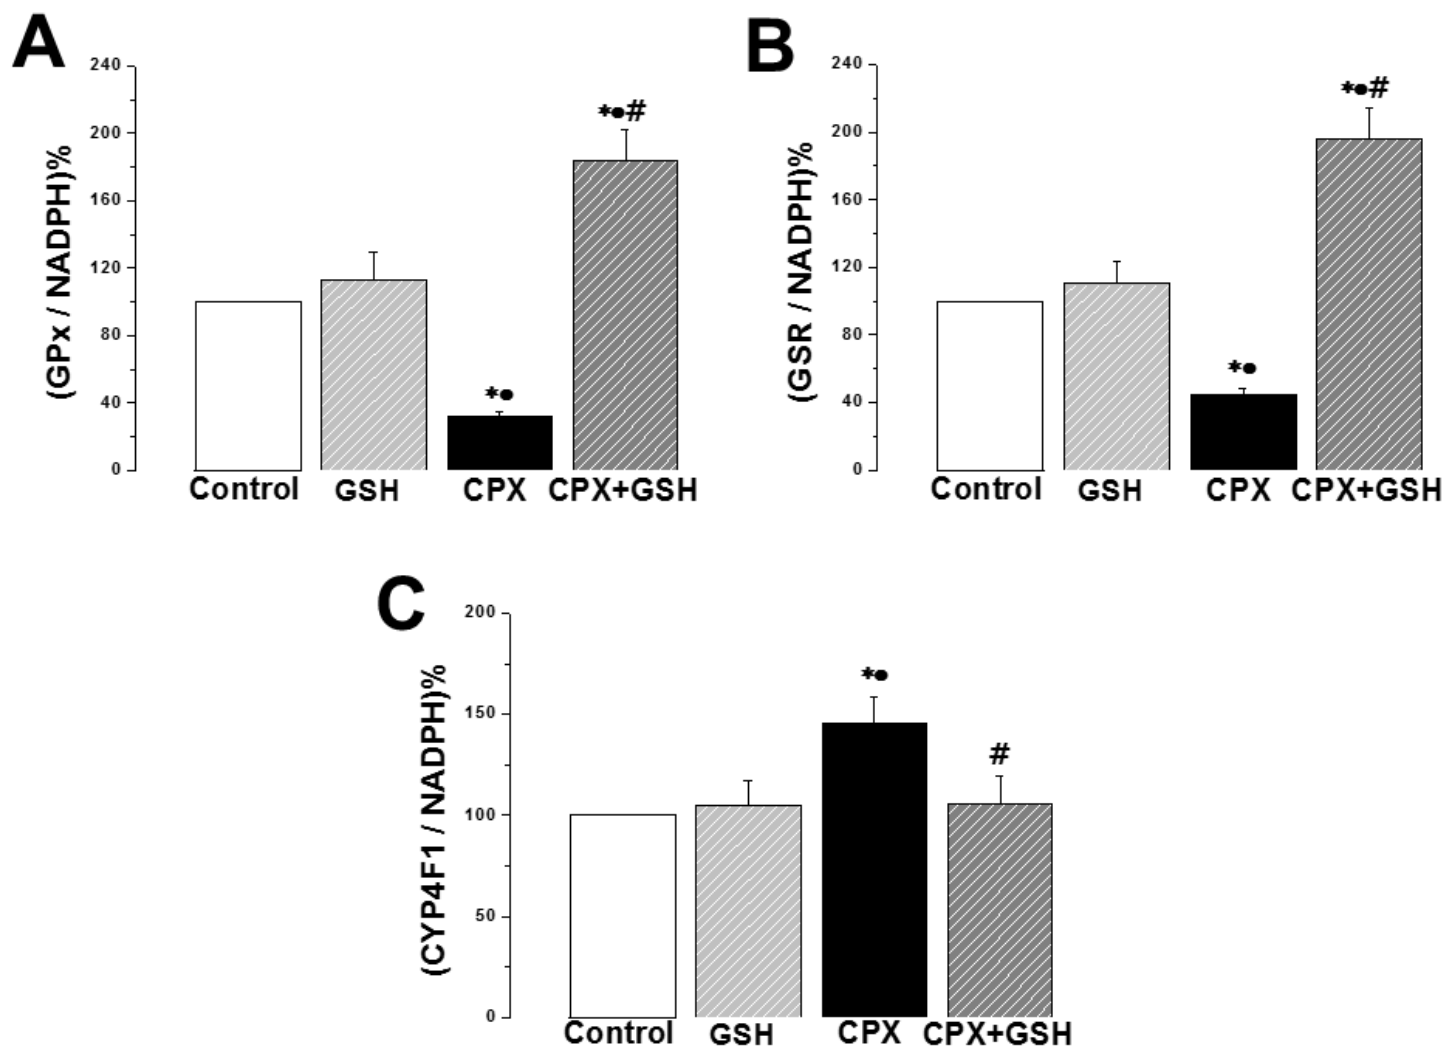 A
(GPx / NADPH)%
240
200
160
120
80
40
0
*●
*●#
Control GSH CPX CPX+GSH
B
(GSR / NADPH)%
240
200
160
120
80
40
0
*●
*●#
Control GSH CPX CPX+GSH
C
(CYP4F1 / NADPH)%
200
150
100
50
0
*●
#
Control GSH CPX CPX+GSH